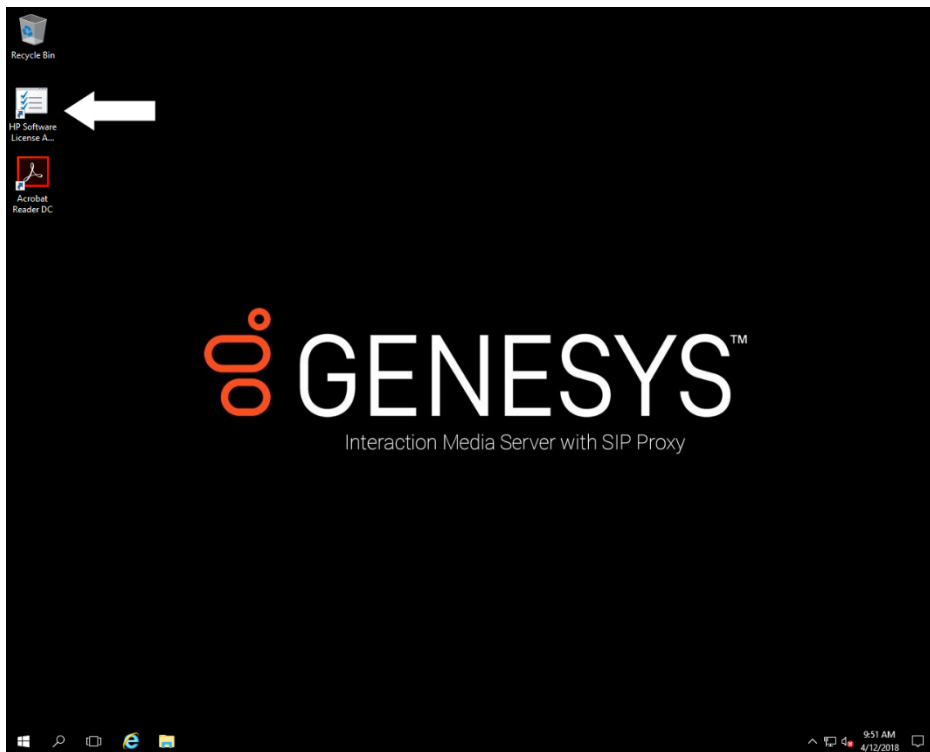 Recycle Bin
HP Software
License A...
Acrobat
Reader DC
GENESYS™
Interaction Media Server with SIP Proxy
9:51 AM
4/12/2018